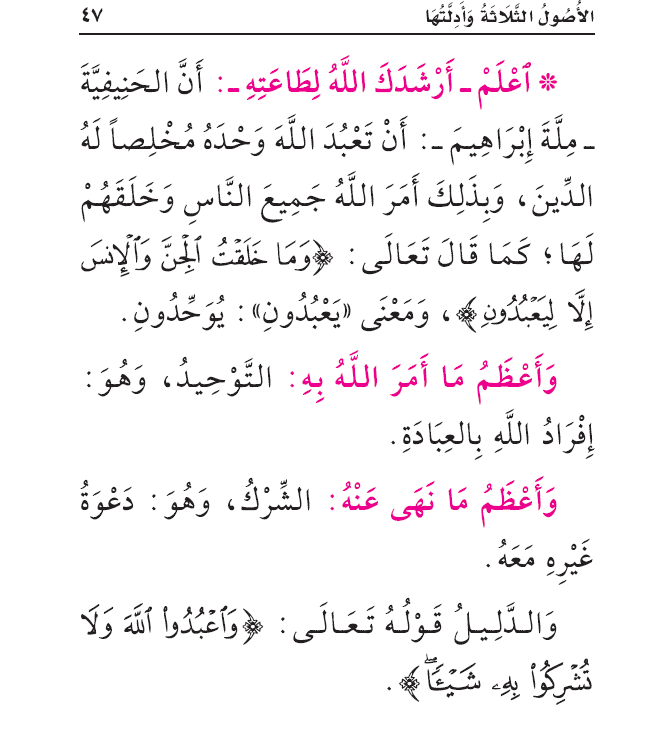 الأُصُولُ الثَّلَاثَةُ وَأَدِلَّتُهَا ٤٧
* ٱعْلَمْ ـ أَرْشَدَكَ اللَّهُ لِطَاعَتِهِ ـ: أَنَّ الحَنِيفِيَّةَ
ـ مِلَّةَ إِبْرَاهِيمَ ـ: أَنْ تَعْبُدَ اللَّهَ وَحْدَهُ مُخْلِصاً لَهُ
الدِّينَ، وَبِذَلِكَ أَمَرَ اللَّهُ جَمِيعَ النَّاسِ وَخَلَقَهُمْ
لَهَا؛ كَمَا قَالَ تَعَالَى: ﴿وَمَا خَلَقۡتُ ٱلۡجِنَّ وَٱلۡإِنسَ
إِلَّا لِيَعۡبُدُونِ﴾، وَمَعْنَى «يَعْبُدُونِ»: يُوَحِّدُونِ.
وَأَعْظَمُ مَا أَمَرَ اللَّهُ بِهِ: التَّوْحِيدُ، وَهُوَ:
إِفْرَادُ اللَّهِ بِالعِبَادَةِ.
وَأَعْظَمُ مَا نَهَى عَنْهُ: الشِّرْكُ، وَهُوَ: دَعْوَةُ
غَيْرِهِ مَعَهُ.
وَالدَّلِيلُ قَوْلُهُ تَعَالَى: ﴿وَٱعۡبُدُواْ ٱللَّهَ وَلَا
تُشۡرِكُواْ بِهِۦ شَيۡـٔٗاۖ﴾.